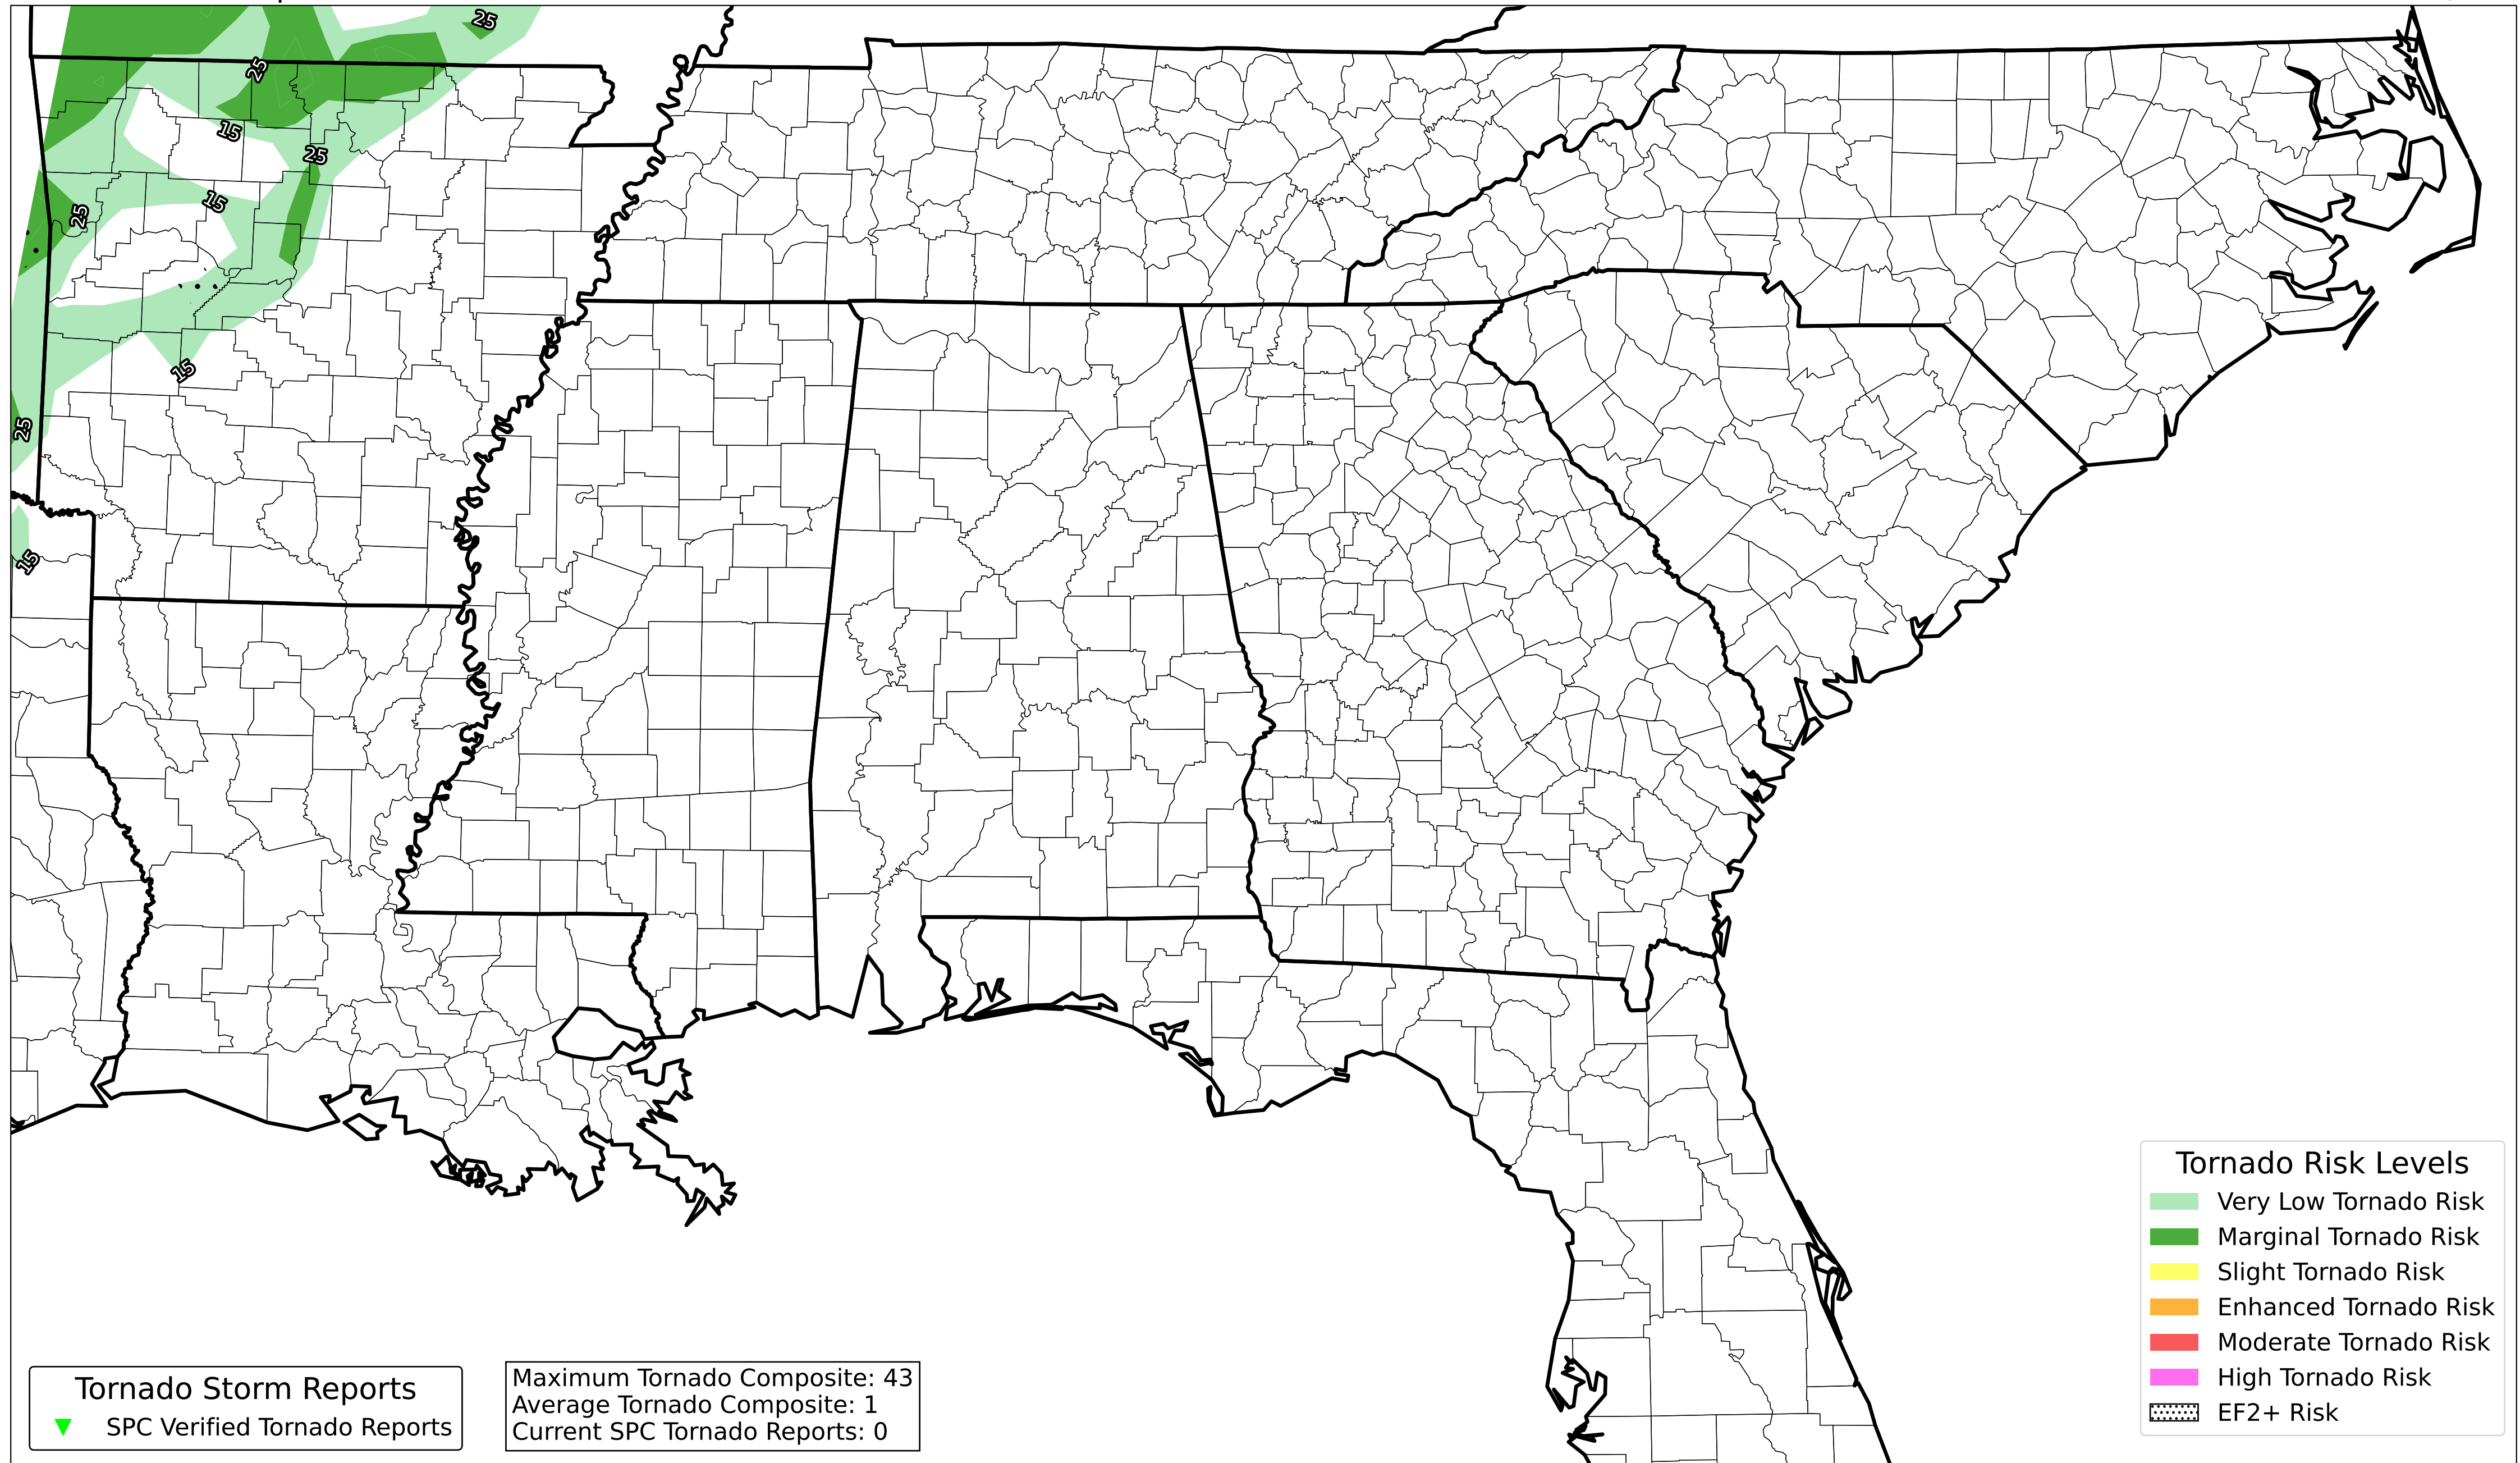 25
25
15
25
15
25
15
25
15
Tornado Risk Levels
Very Low Tornado Risk
Marginal Tornado Risk
Slight Tornado Risk
Enhanced Tornado Risk
Moderate Tornado Risk
High Tornado Risk
EF2+ Risk
Tornado Storm Reports
SPC Verified Tornado Reports
Maximum Tornado Composite: 43
Average Tornado Composite: 1
Current SPC Tornado Reports: 0